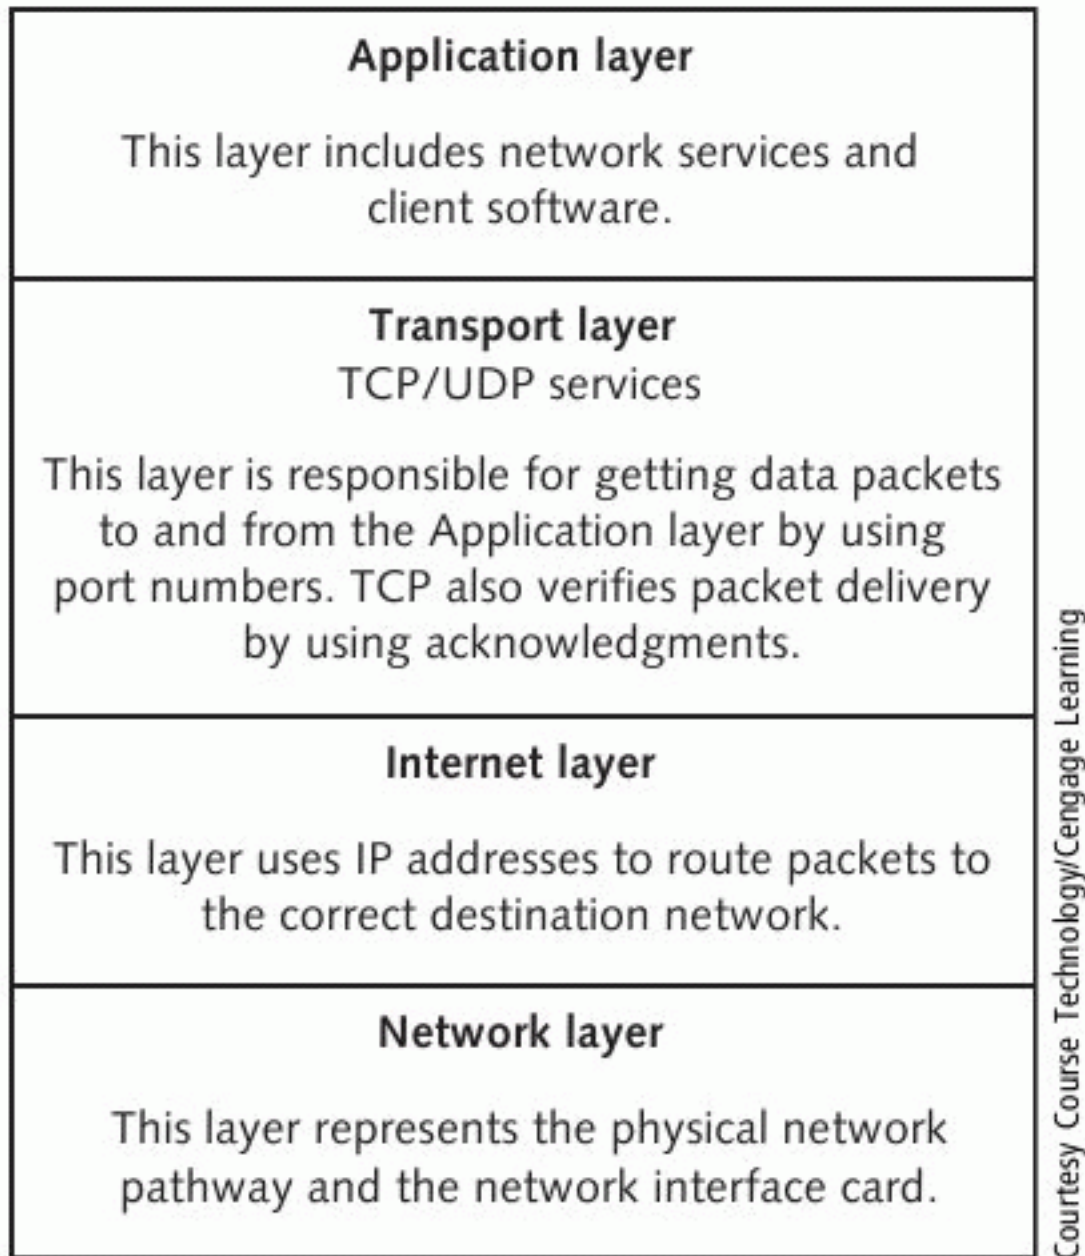 Application layer
This layer includes network services and
client software.
Transport layer
TCP/UDP services
This layer is responsible for getting data packets
to and from the Application layer by using
port numbers. TCP also verifies packet delivery
by using acknowledgments.
Internet layer
This layer uses IP addresses to route packets to
the correct destination network.
Network layer
This layer represents the physical network
pathway and the network interface card.
Courtesy Course Technology/Cengage Learning